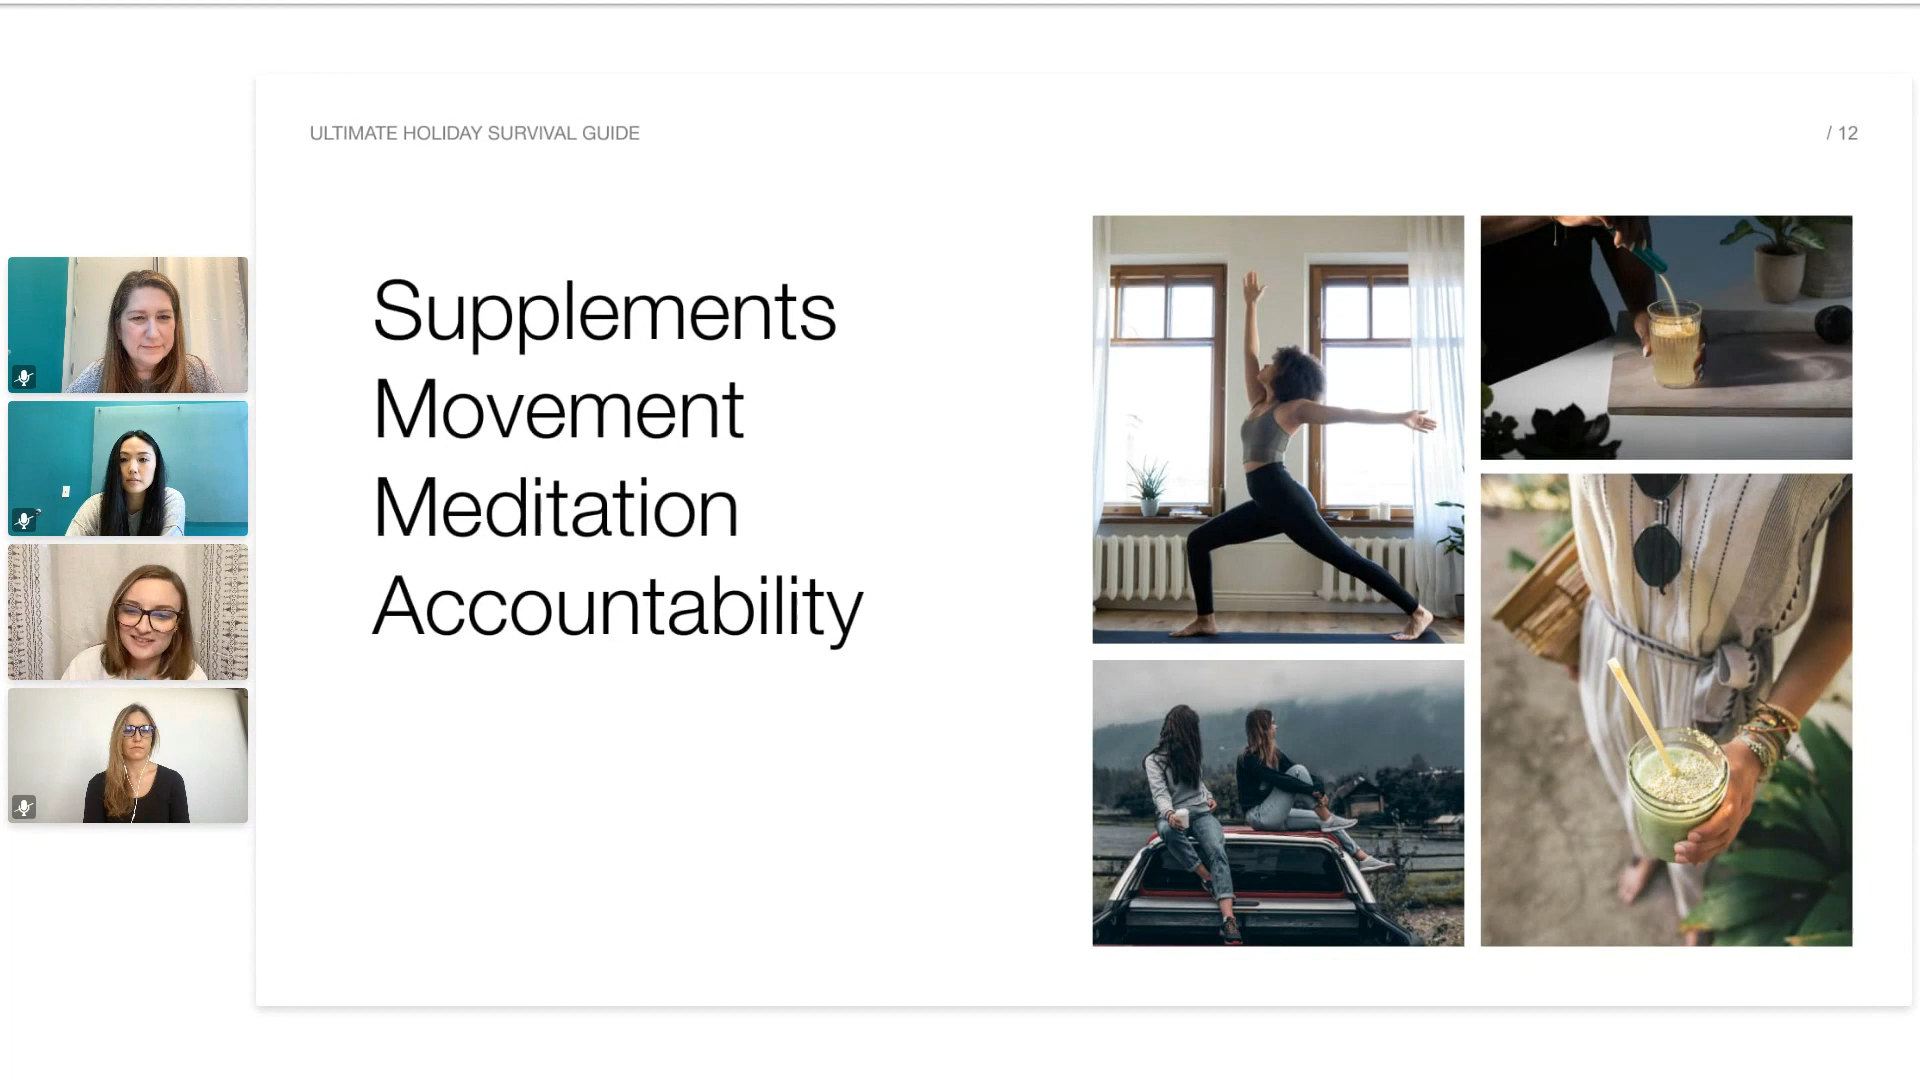 ULTIMATE HOLIDAY SURVIVAL GUIDE
/ 12
Supplements
Movement
Meditation
Accountability